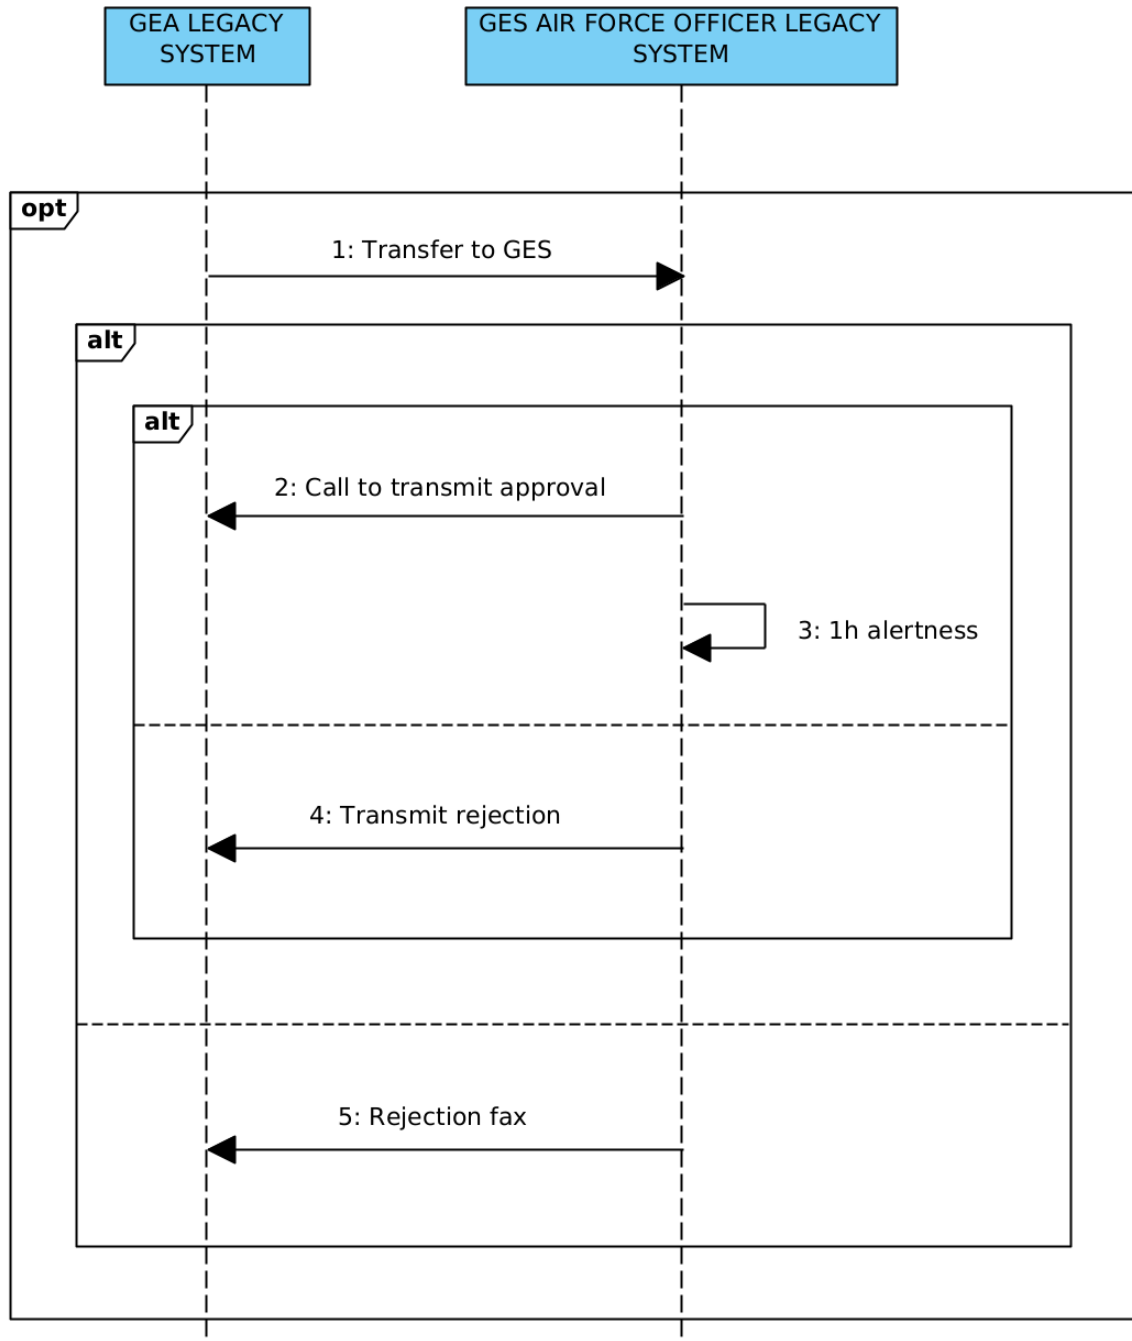 GEA LEGACY
SYSTEM
GES AIR FORCE OFFICER LEGACY
SYSTEM
opt
1: Transfer to GES
alt
alt
2: Call to transmit approval
3: 1h alertness
4: Transmit rejection
5: Rejection fax